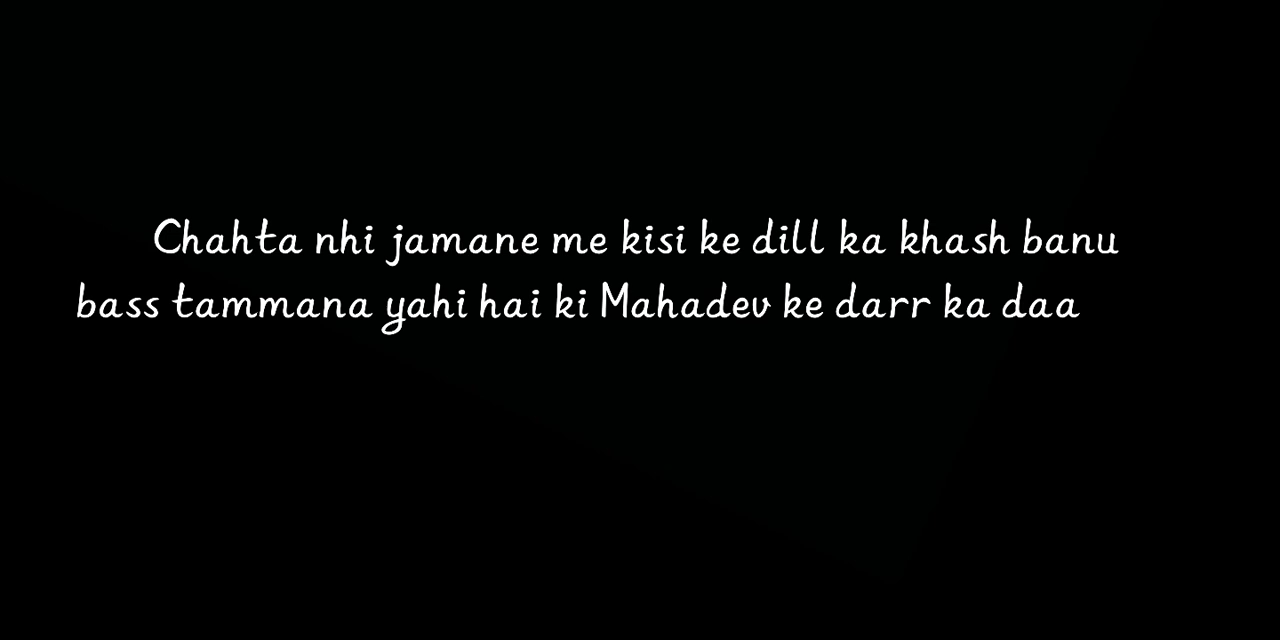 Chahta nhi jamane me kisi ke dill ka khash banu
bass tammana yahi hai ki Mahadev ke darr ka daa